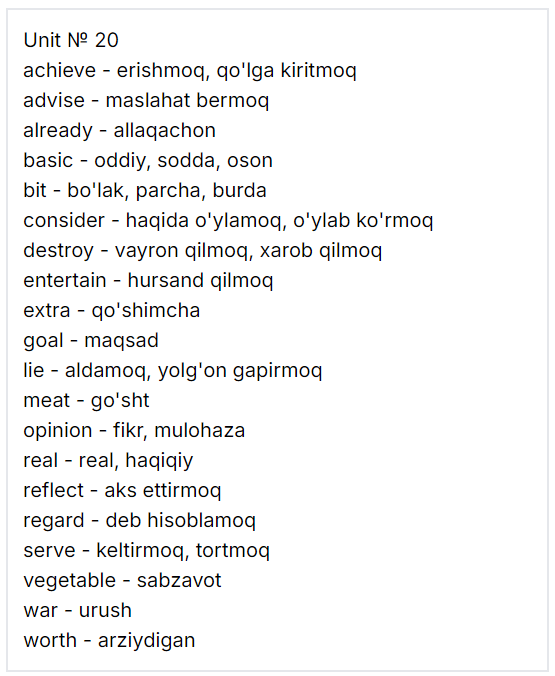 Unit № 20
achieve - erishmoq, qo'lga kiritmoq
advise - maslahat bermoq
already - allaqachon
basic - oddiy, sodda, oson
bit - bo'lak, parcha, burda
consider - haqida o'ylamoq, o'ylab ko'rmoq
destroy - vayron qilmoq, xarob qilmoq
entertain - hursand qilmoq
extra - qo'shimcha
goal - maqsad
lie - aldamoq, yolg'on gapirmoq
meat - go'sht
opinion - fikr, mulohaza
real - real, haqiqiy
reflect - aks ettirmoq
regard - deb hisoblamoq
serve - keltirmoq, tortmoq
vegetable - sabzavot
war - urush
worth - arziydigan